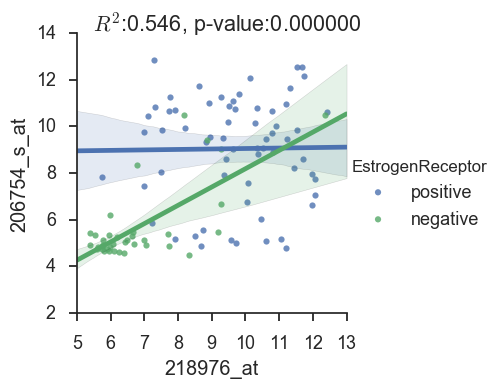 R²:0.546, p-value:0.000000
14
12
10
8
6
4
2
206754_s_at
5 6 7 8 9 10 11 12 13
218976_at
EstrogenReceptor
positive
negative